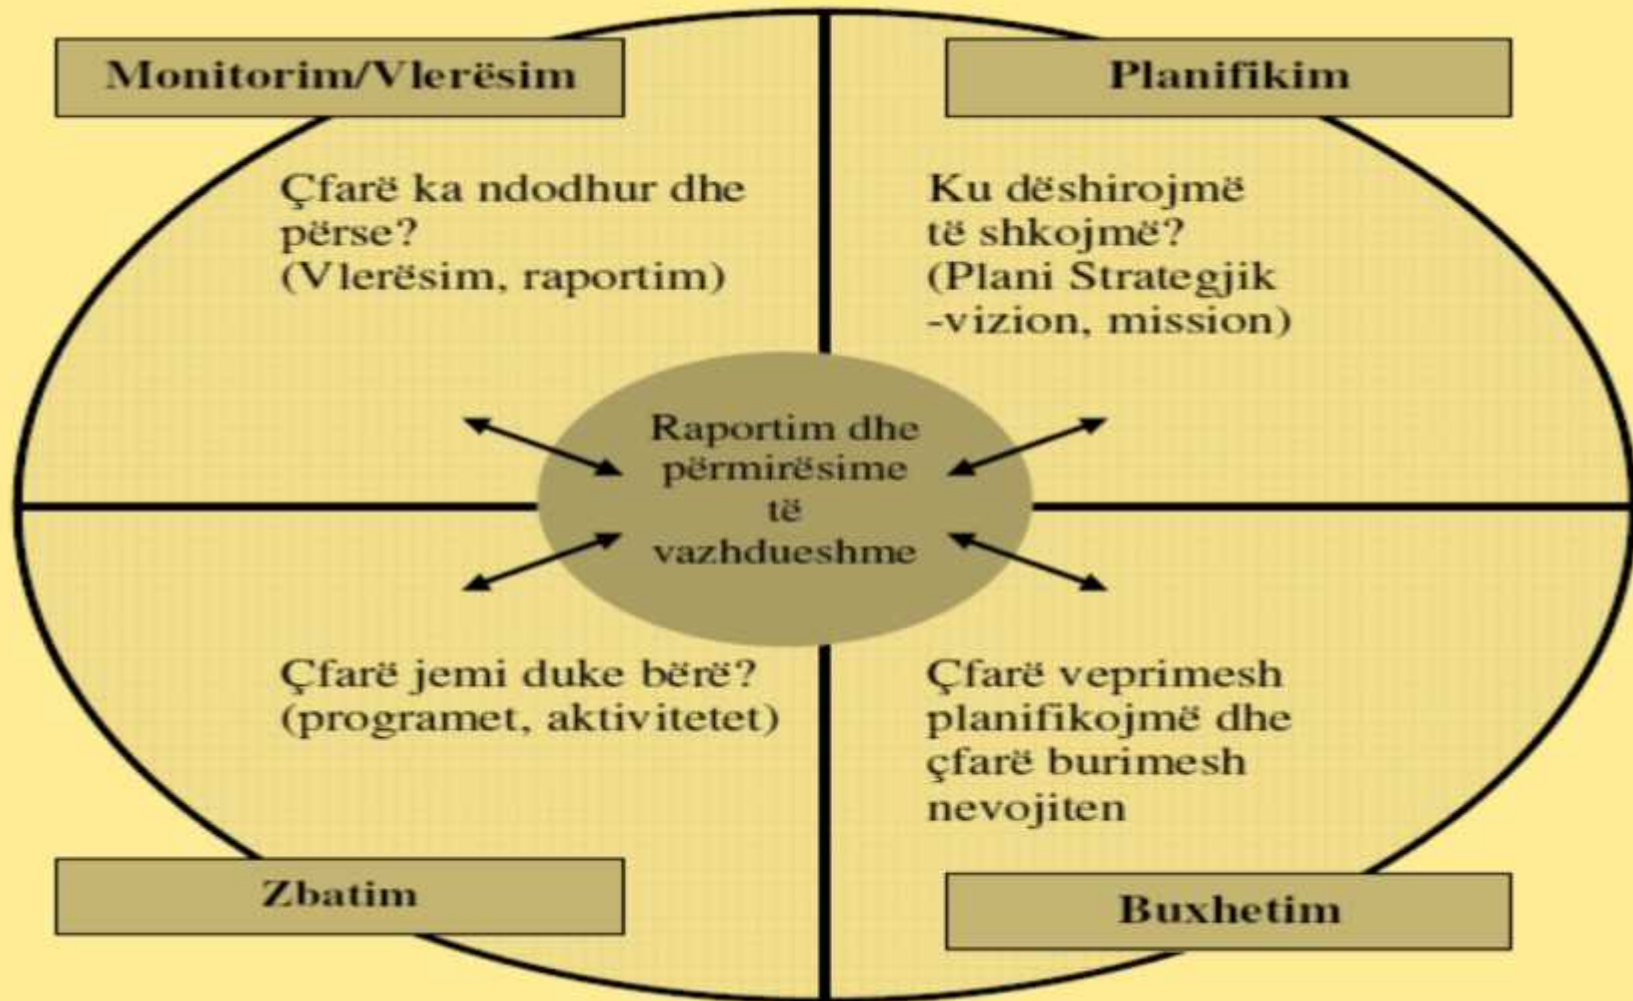 Monitorim/Vlerësim
Çfarë ka ndodhur dhe
përse?
(Vlerësim, raportim)
Planifikim
Ku dëshirojmë
të shkojmë?
(Plani Strategjik
-vizion, mission)
Raportim dhe
përmirësime
të
vazhdueshme
Çfarë jemi duke bërë?
(programet, aktivitetet)
Zbatim
Çfarë veprimesh
planifikojmë dhe
çfarë burimesh
nevojiten
Buxhetim